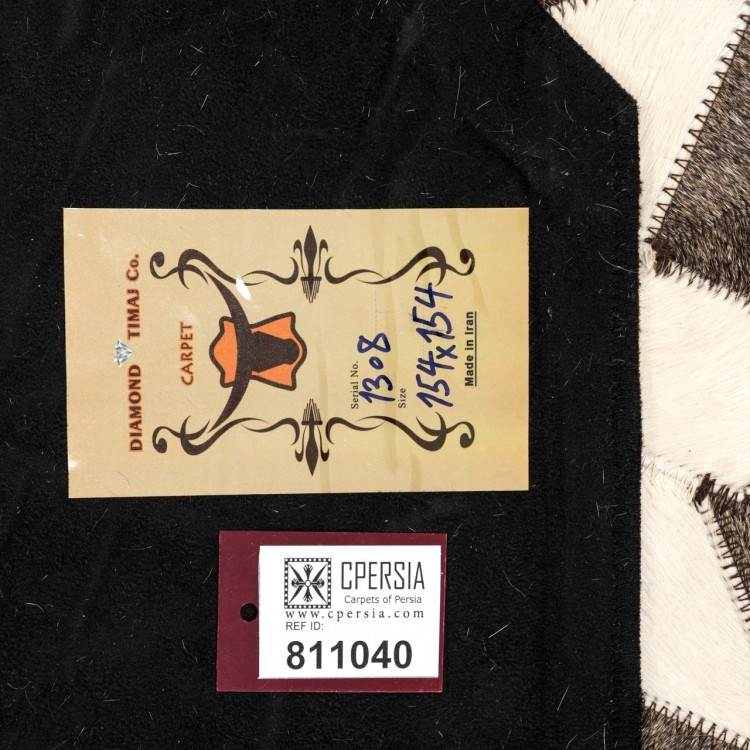 DIAMOND TIMAJ Co.
CARPET
Serial No.
1308
Size
154x154
Made in Iran
CPERSIA
Carpets of Persia
www.cpersia.com
REF ID:
811040